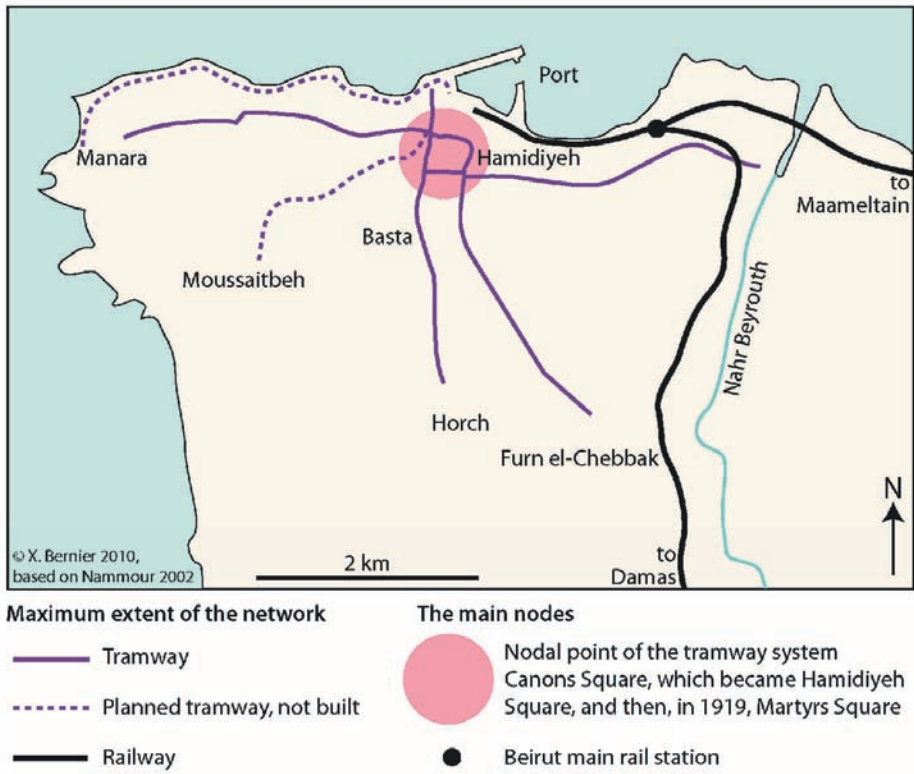 Port
Manara
Hamidiyeh
to
Maameltain
Basta
Moussaitbeh
Nahr Beyrouth
Horch
Furn el-Chebbak
N
© X. Bernier 2010,
based on Nammour 2002
2 km
to
Damas
Maximum extent of the network
Tramway
Planned tramway, not built
Railway
The main nodes
Nodal point of the tramway system
Canons Square, which became Hamidiyeh
Square, and then, in 1919, Martyrs Square
Beirut main rail station